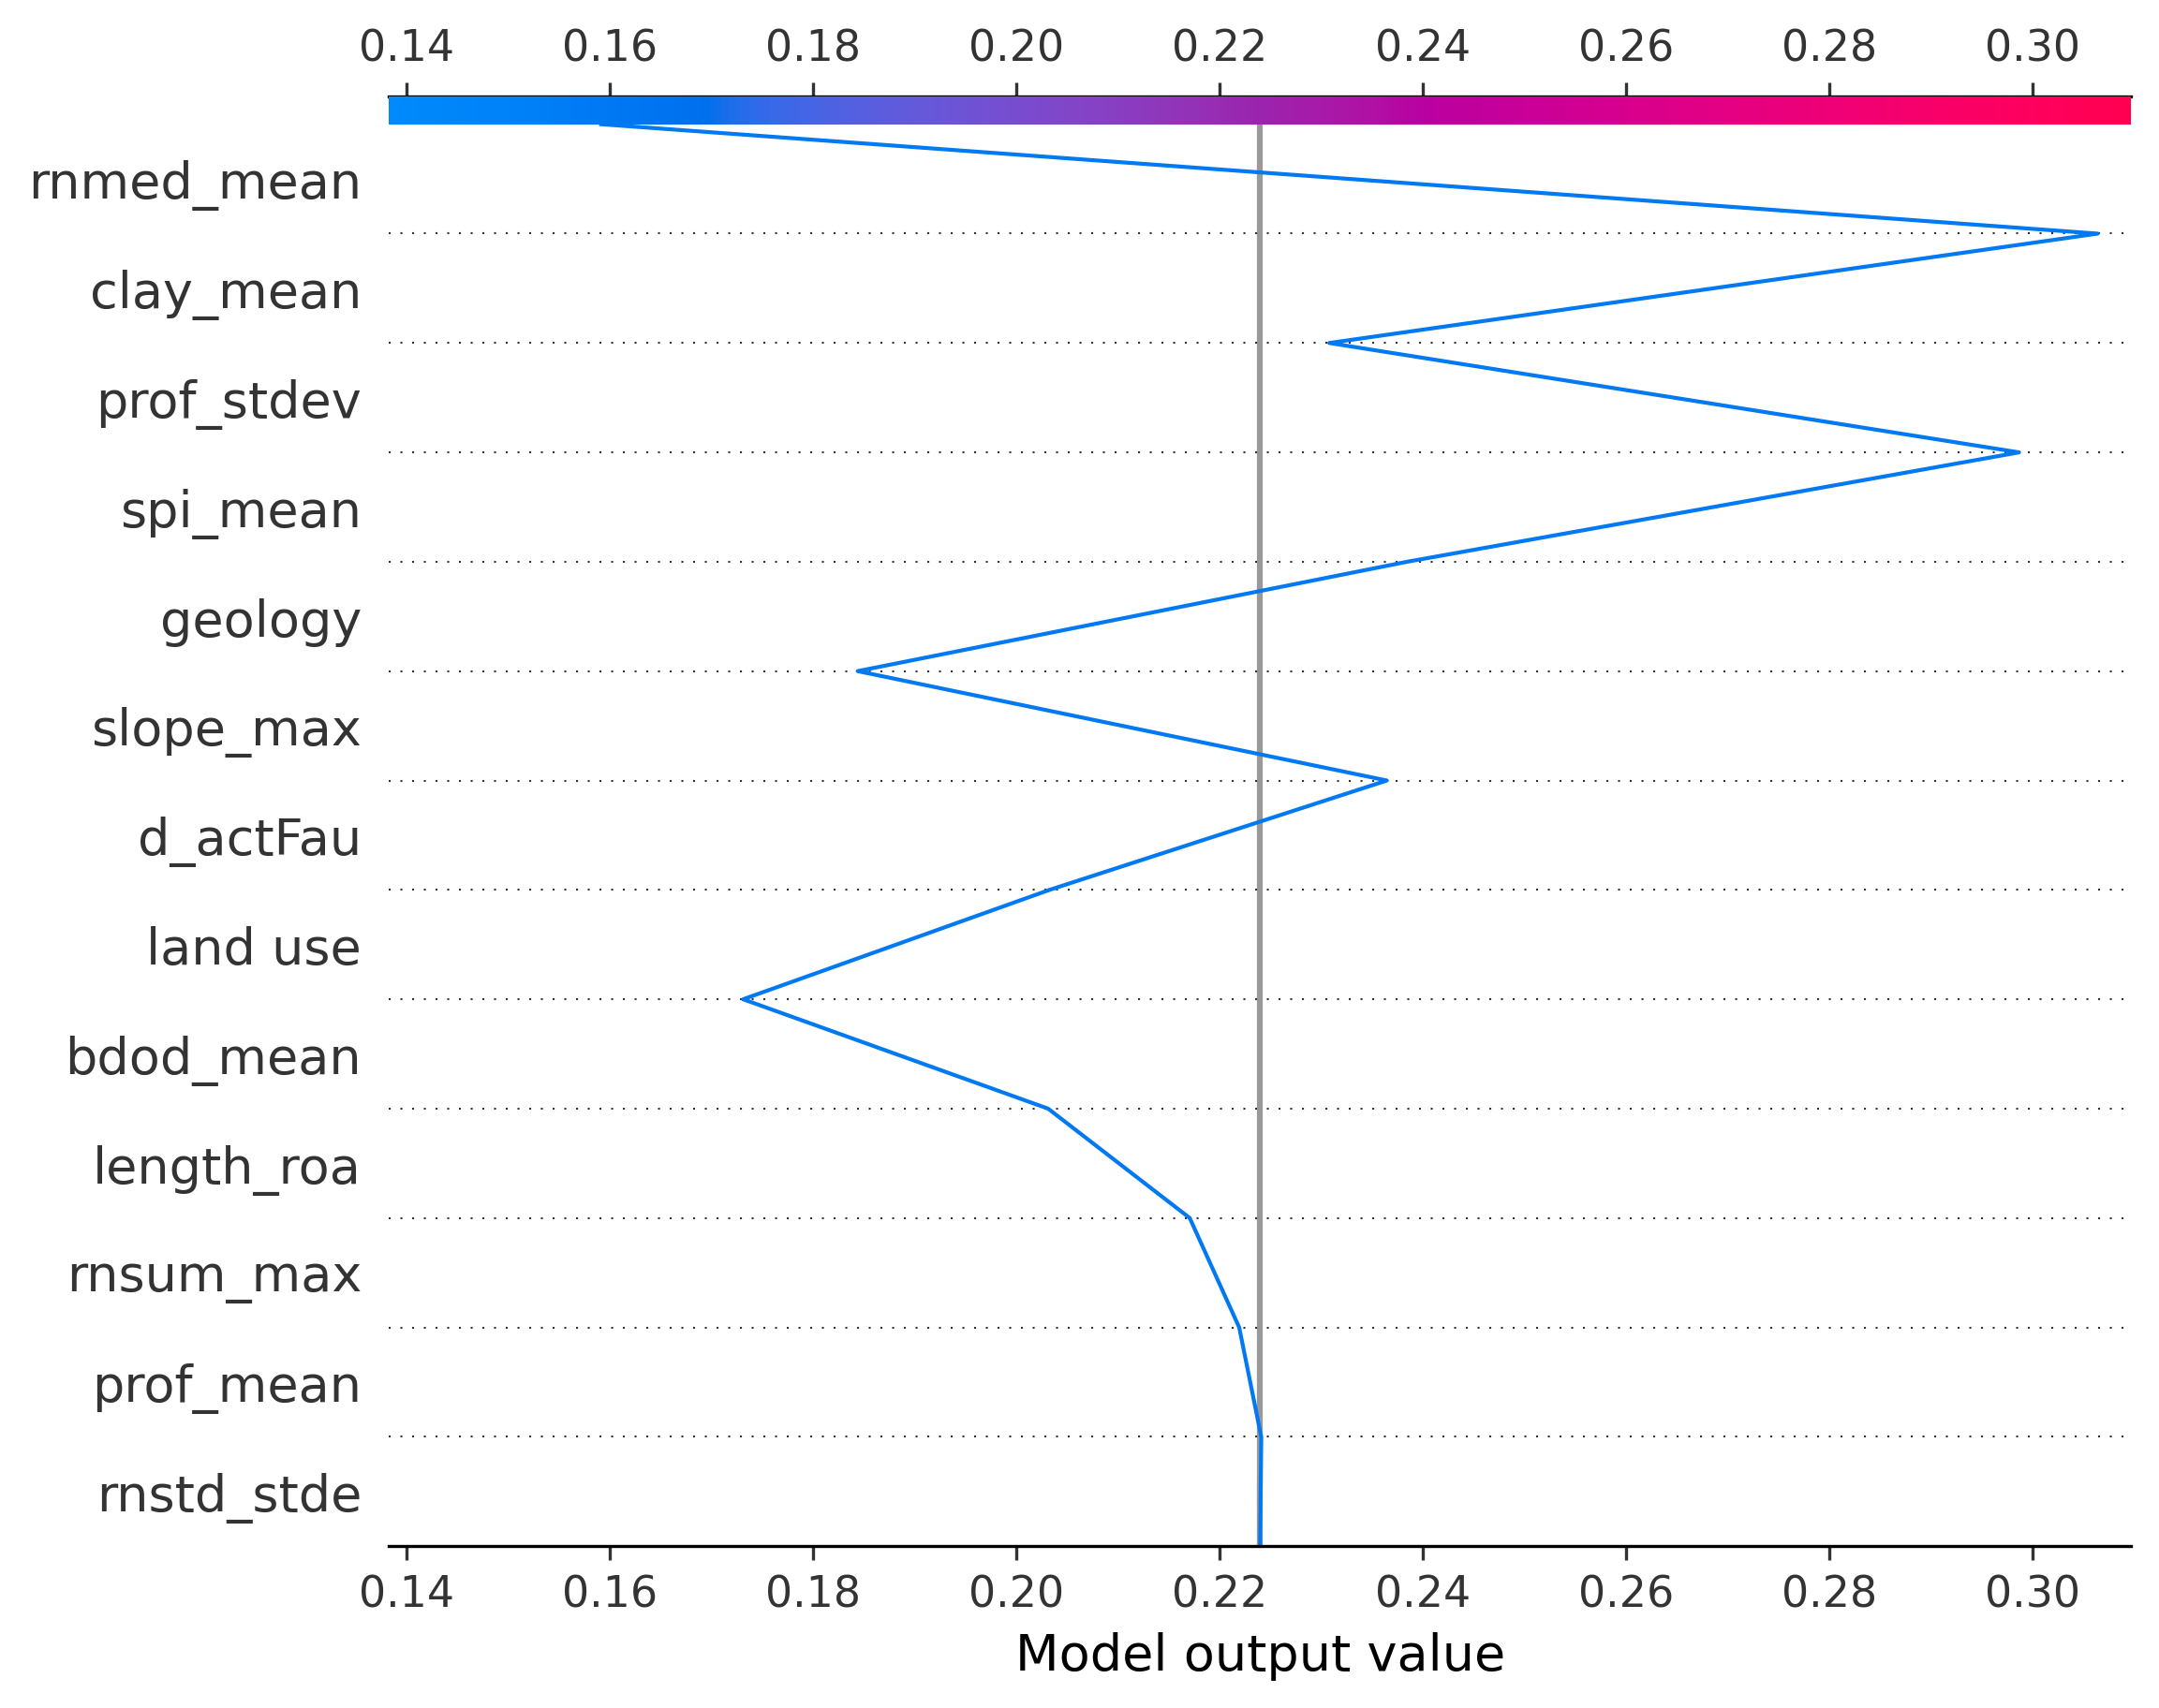 0.14 0.16 0.18 0.20 0.22 0.24 0.26 0.28 0.30
rnmed_mean
clay_mean
prof_stdev
spi_mean
geology
slope_max
d_actFau
land use
bdod_mean
length_roa
rnsum_max
prof_mean
rnstd_stde
0.14 0.16 0.18 0.20 0.22 0.24 0.26 0.28 0.30
Model output value